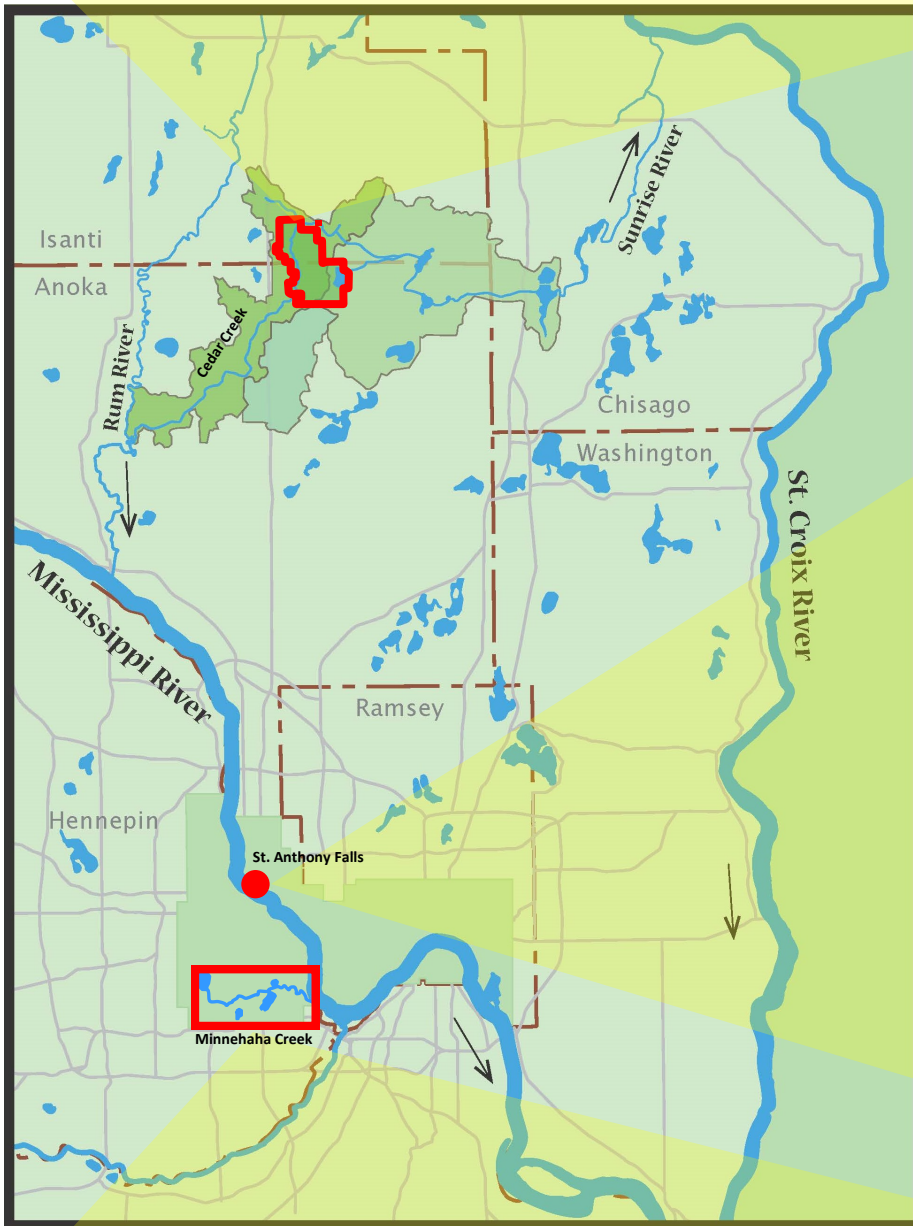 Isanti
Anoka
Sunrise River
Cedar Creek
Rum River
Chisago
Washington
St. Croix River
Mississippi River
Ramsey
Hennepin
St. Anthony Falls
Minnehaha Creek